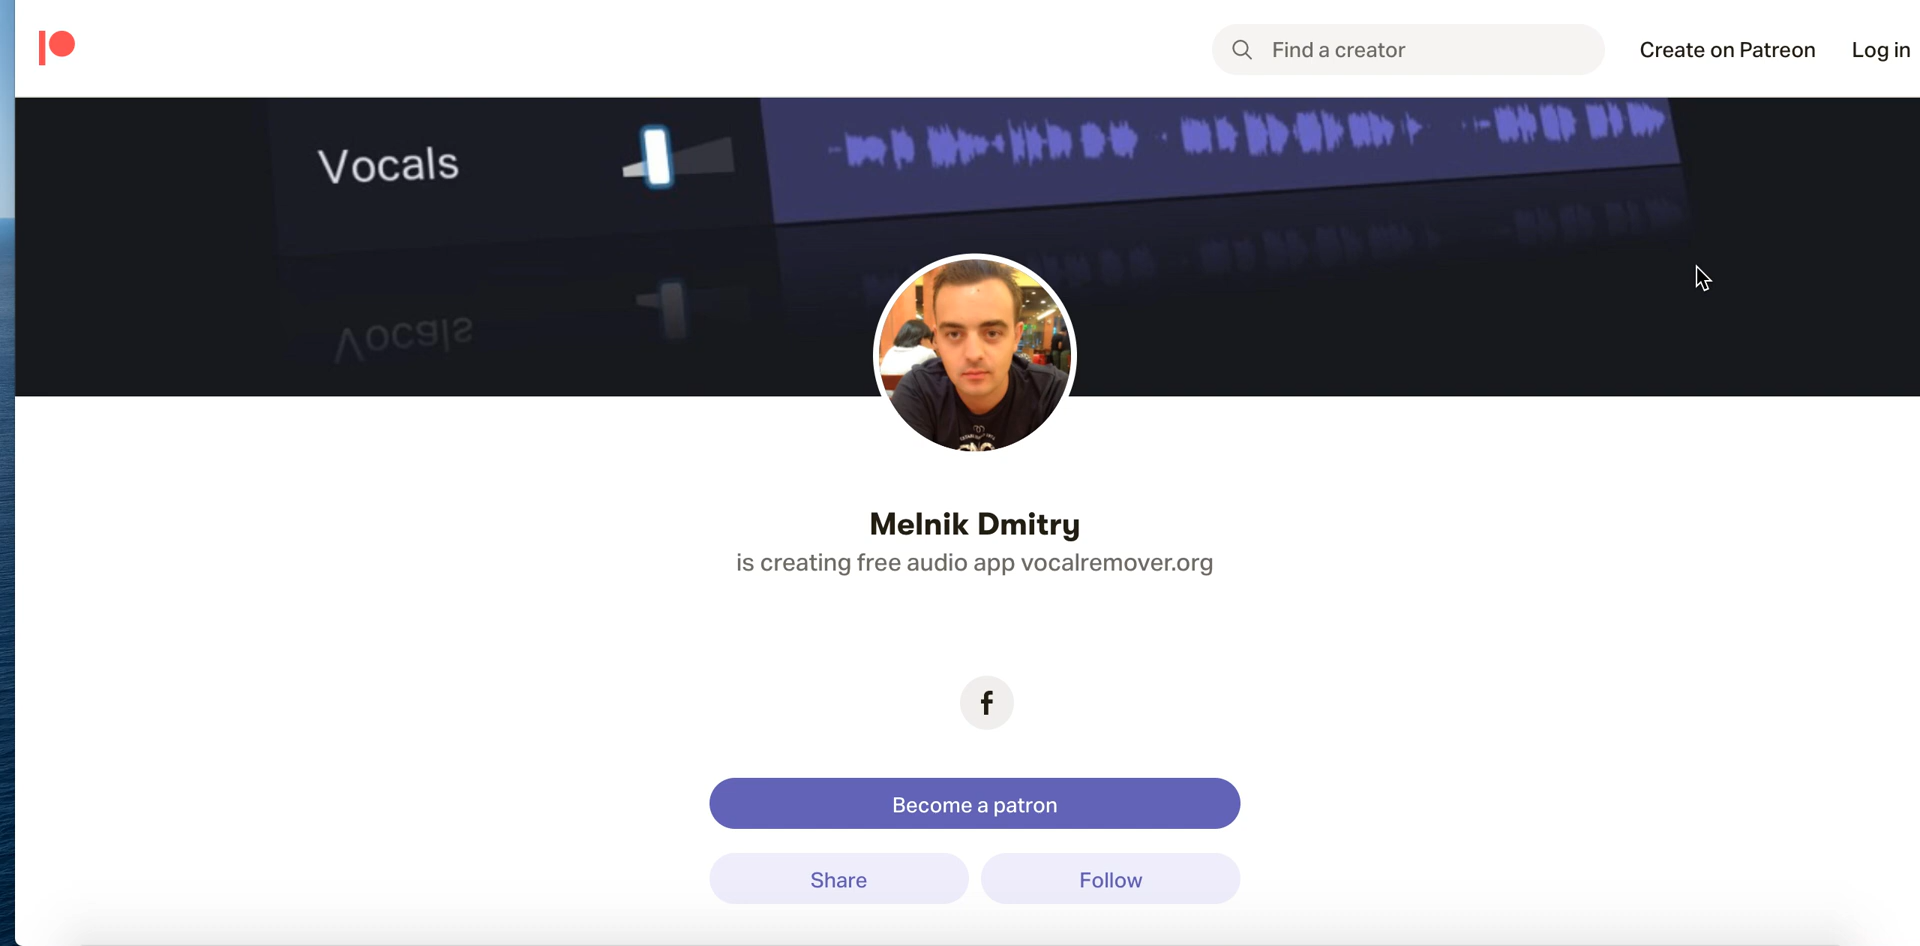 Find a creator
Create on Patreon
Log in
Vocals
Vocals
Melnik Dmitry
is creating free audio app vocalremover.org
f
Become a patron
Share
Follow